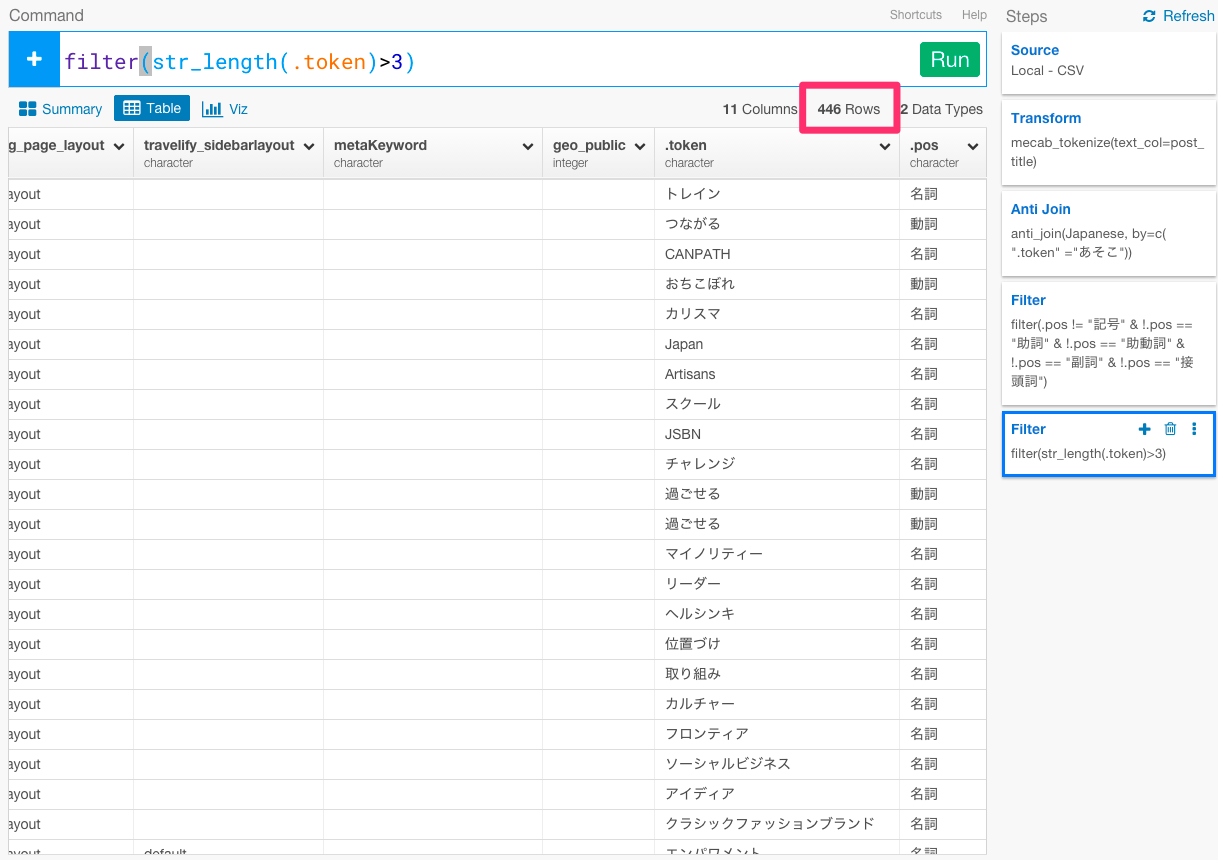 Command Shortcuts Help
+ filter(str_length(.token)>3) Run
Summary Table Viz 11 Columns 446 Rows 2 Data Types
g_page_layout travelify_sidebarlayout metaKeyword geo_public .token .pos
character character integer character character
ayout トレイン 名詞
ayout つながる 動詞
ayout CANPATH 名詞
ayout おちこぼれ 動詞
ayout カリスマ 名詞
ayout Japan 名詞
ayout Artisans 名詞
ayout スクール 名詞
ayout JSBN 名詞
ayout チャレンジ 名詞
ayout 過ごせる 動詞
ayout 過ごせる 動詞
ayout マイノリティー 名詞
ayout リーダー 名詞
ayout ヘルシンキ 名詞
ayout 位置づけ 名詞
ayout 取り組み 名詞
ayout カルチャー 名詞
ayout フロンティア 名詞
ayout ソーシャルビジネス 名詞
ayout アイディア 名詞
ayout クラシックファッションブランド 名詞
ayout default エンパワメント 名詞
Steps Refresh
Source
Local - CSV
Transform
mecab_tokenize(text_col=post_
title)
Anti Join
anti_join(Japanese, by=c(
".token" ="あそこ"))
Filter
filter(.pos != "記号" & !.pos ==
"助詞" & !.pos == "助動詞" &
!.pos == "副詞" & !.pos == "接
頭詞")
Filter
filter(str_length(.token)>3)